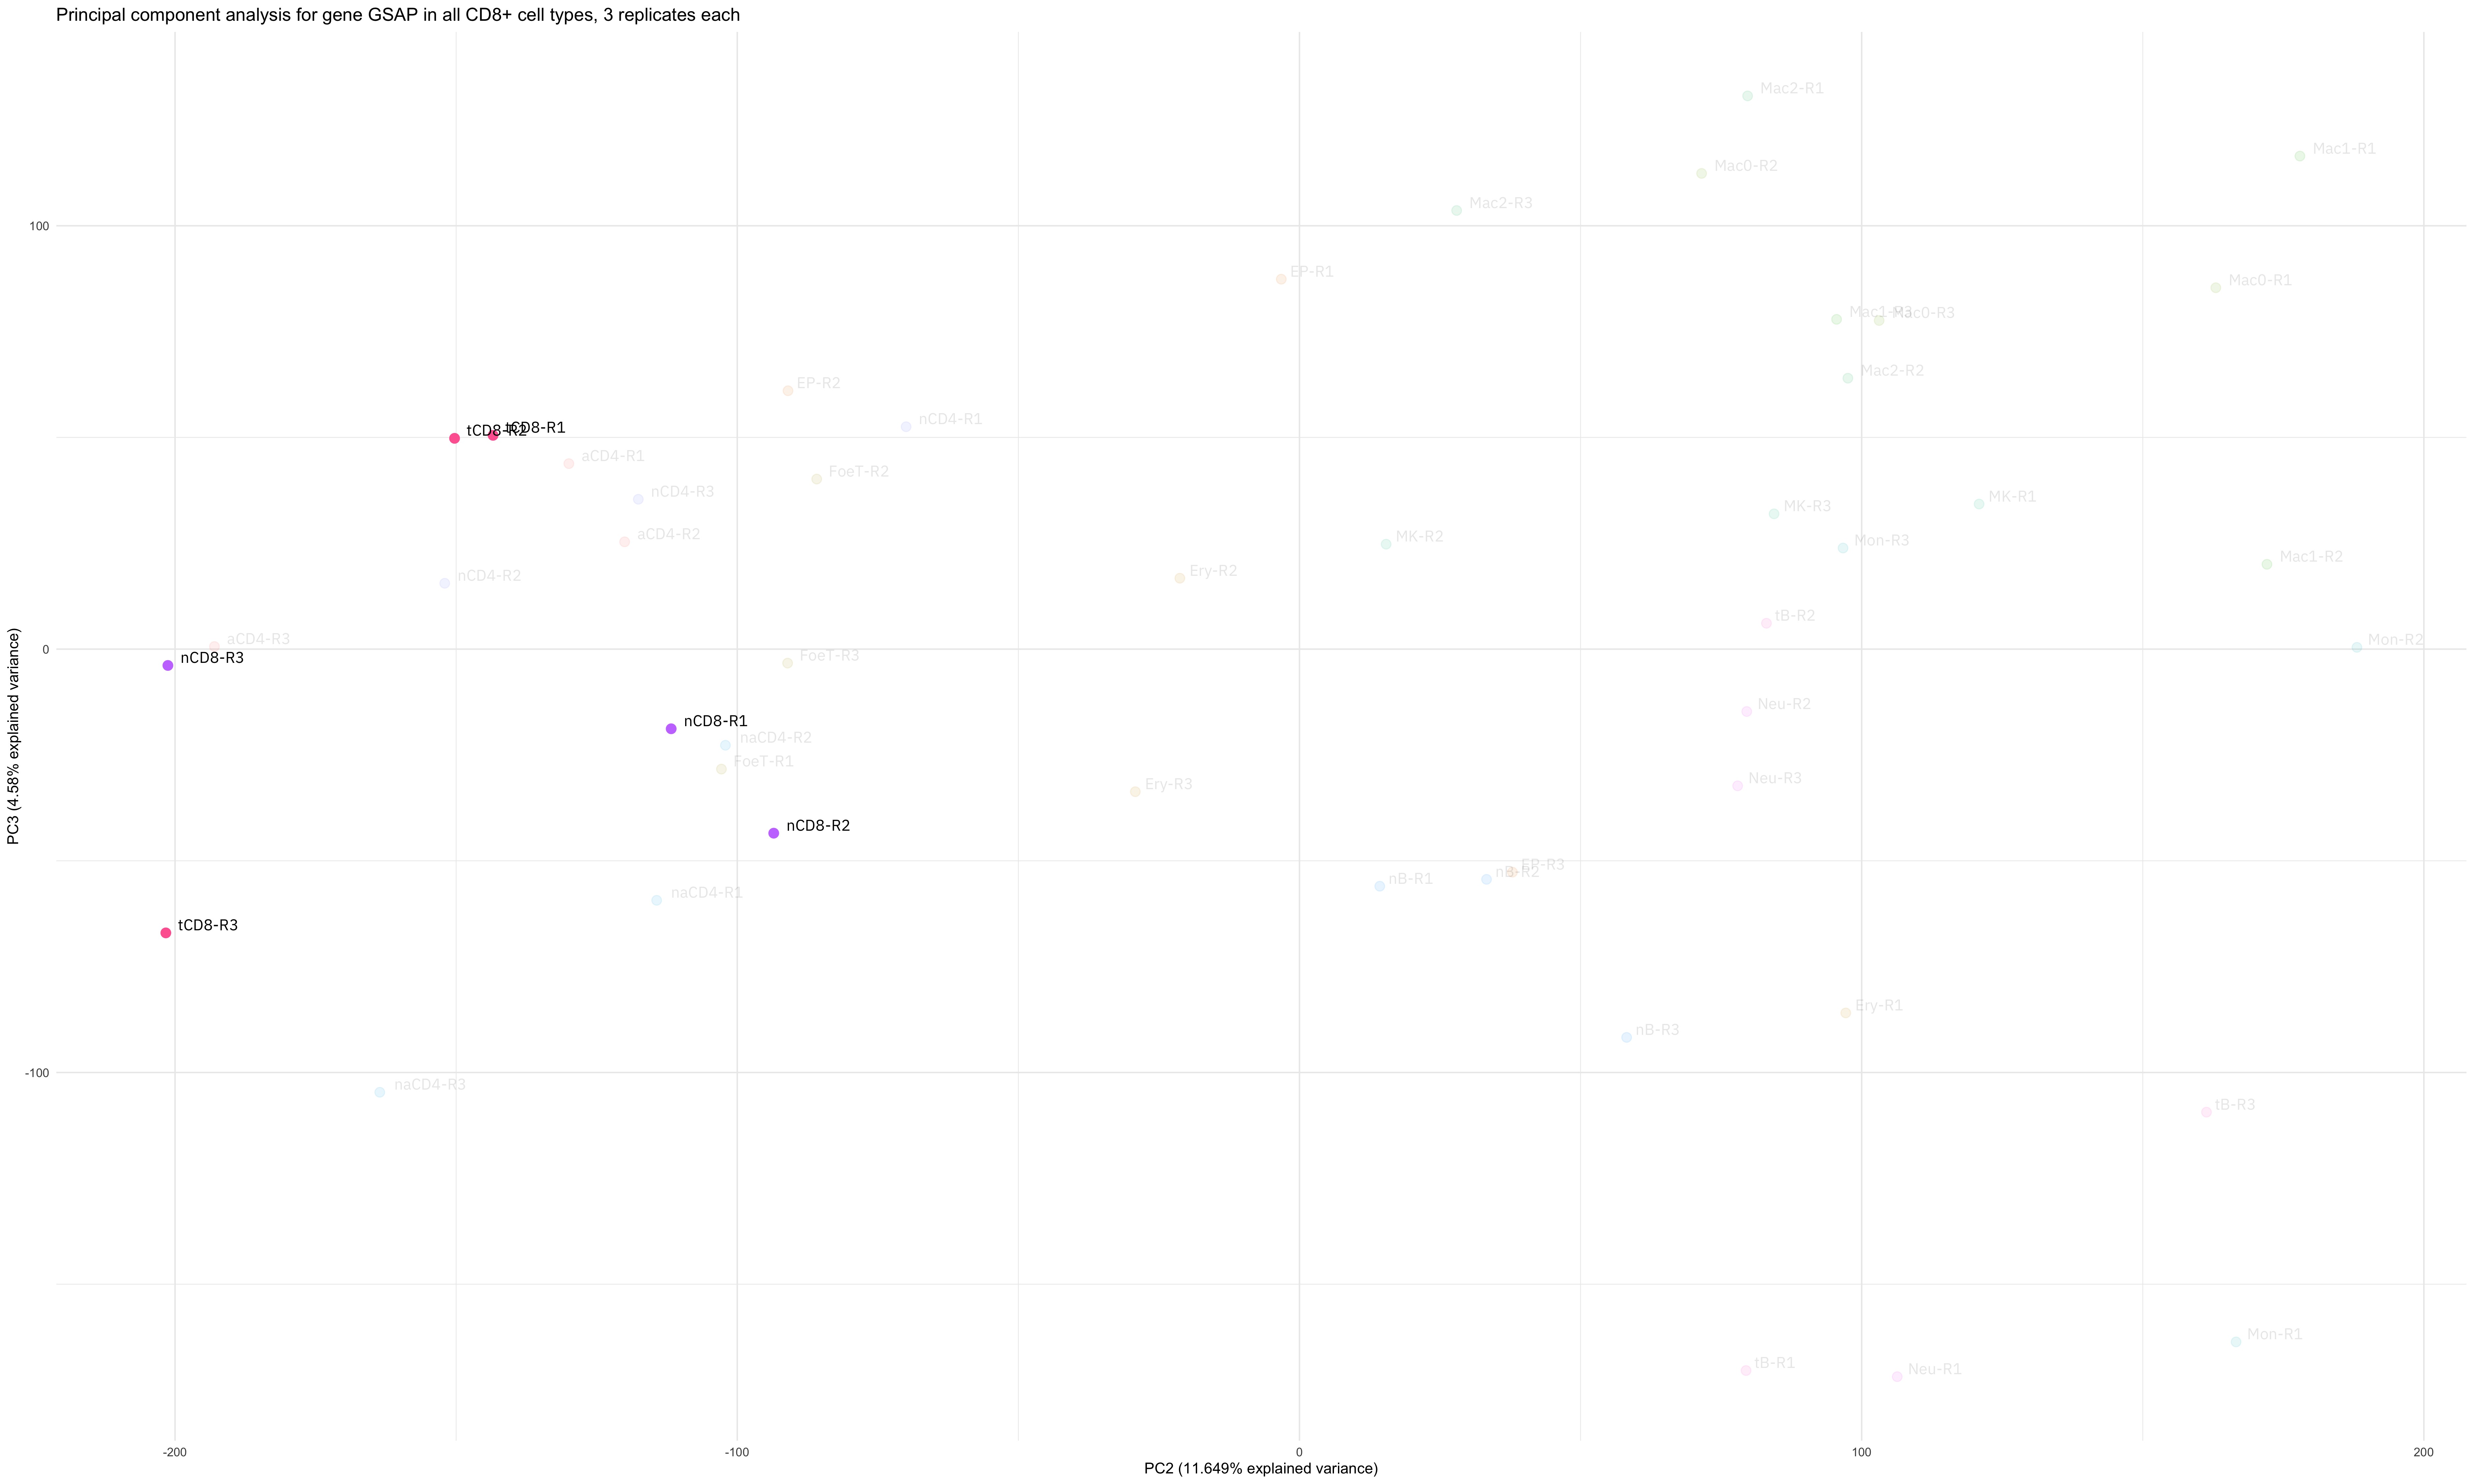 Principal component analysis for gene GSAP in all CD8+ cell types, 3 replicates each
Mac2-R1
Mac1-R1
Mac0-R2
Mac2-R3
100
EP-R1
Mac0-R1
Mac1-R3
Mac0-R3
Mac2-R2
EP-R2
nCD4-R1
tCD8-R2
tCD8-R1
aCD4-R1
FoeT-R2
nCD4-R3
MK-R1
MK-R3
aCD4-R2
MK-R2
Mon-R3
Mac1-R2
Ery-R2
nCD4-R2
tB-R2
aCD4-R3
Mon-R2
0
FoeT-R3
nCD8-R3
Neu-R2
nCD8-R1
naCD4-R2
FoeT-R1
Neu-R3
Ery-R3
nCD8-R2
EP-R3
nB-R2
nB-R1
naCD4-R1
tCD8-R3
Ery-R1
nB-R3
-100
naCD4-R3
tB-R3
Mon-R1
tB-R1
Neu-R1
PC3 (4.58% explained variance)
-200
-100
0
100
200
PC2 (11.649% explained variance)